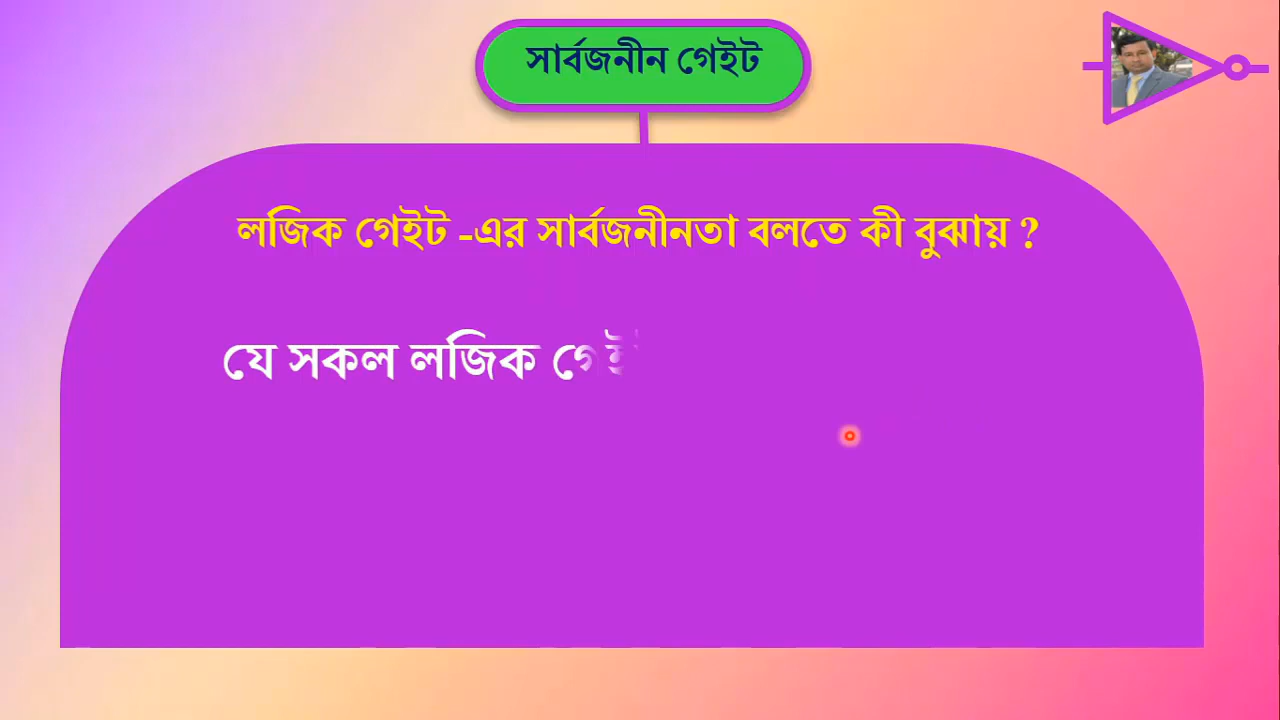 সার্বজনীন গেইট
লজিক গেইট -এর সার্বজনীনতা বলতে কী বুঝায় ?
যে সকল লজিক